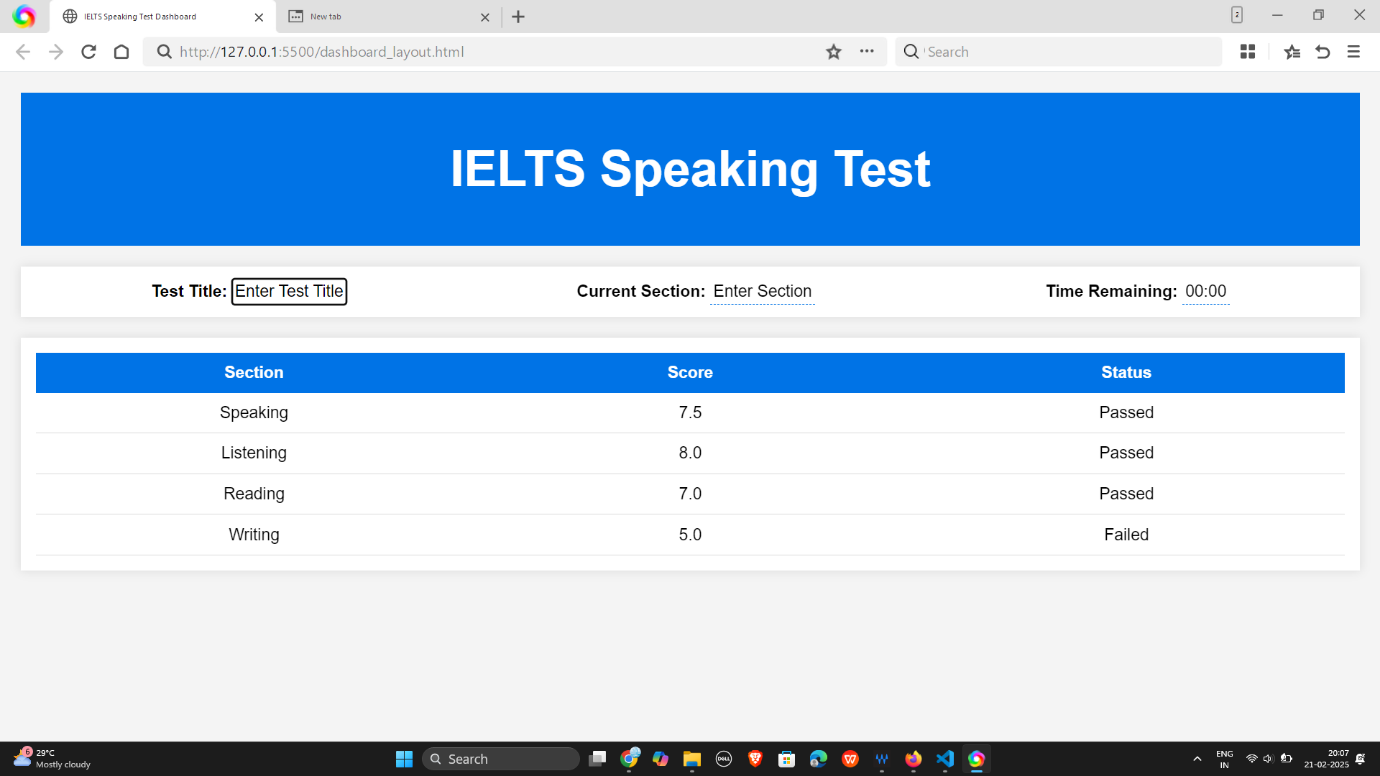 IELTS Speaking Test Dashboard
New tab
http://127.0.0.1:5500/dashboard_layout.html
Search
IELTS Speaking Test
Test Title: Enter Test Title
Current Section: Enter Section
Time Remaining: 00:00
Section Score Status
Speaking 7.5 Passed
Listening 8.0 Passed
Reading 7.0 Passed
Writing 5.0 Failed
6
29°C
Mostly cloudy
Search
DELL
ENG
IN
20:07
21-02-2025